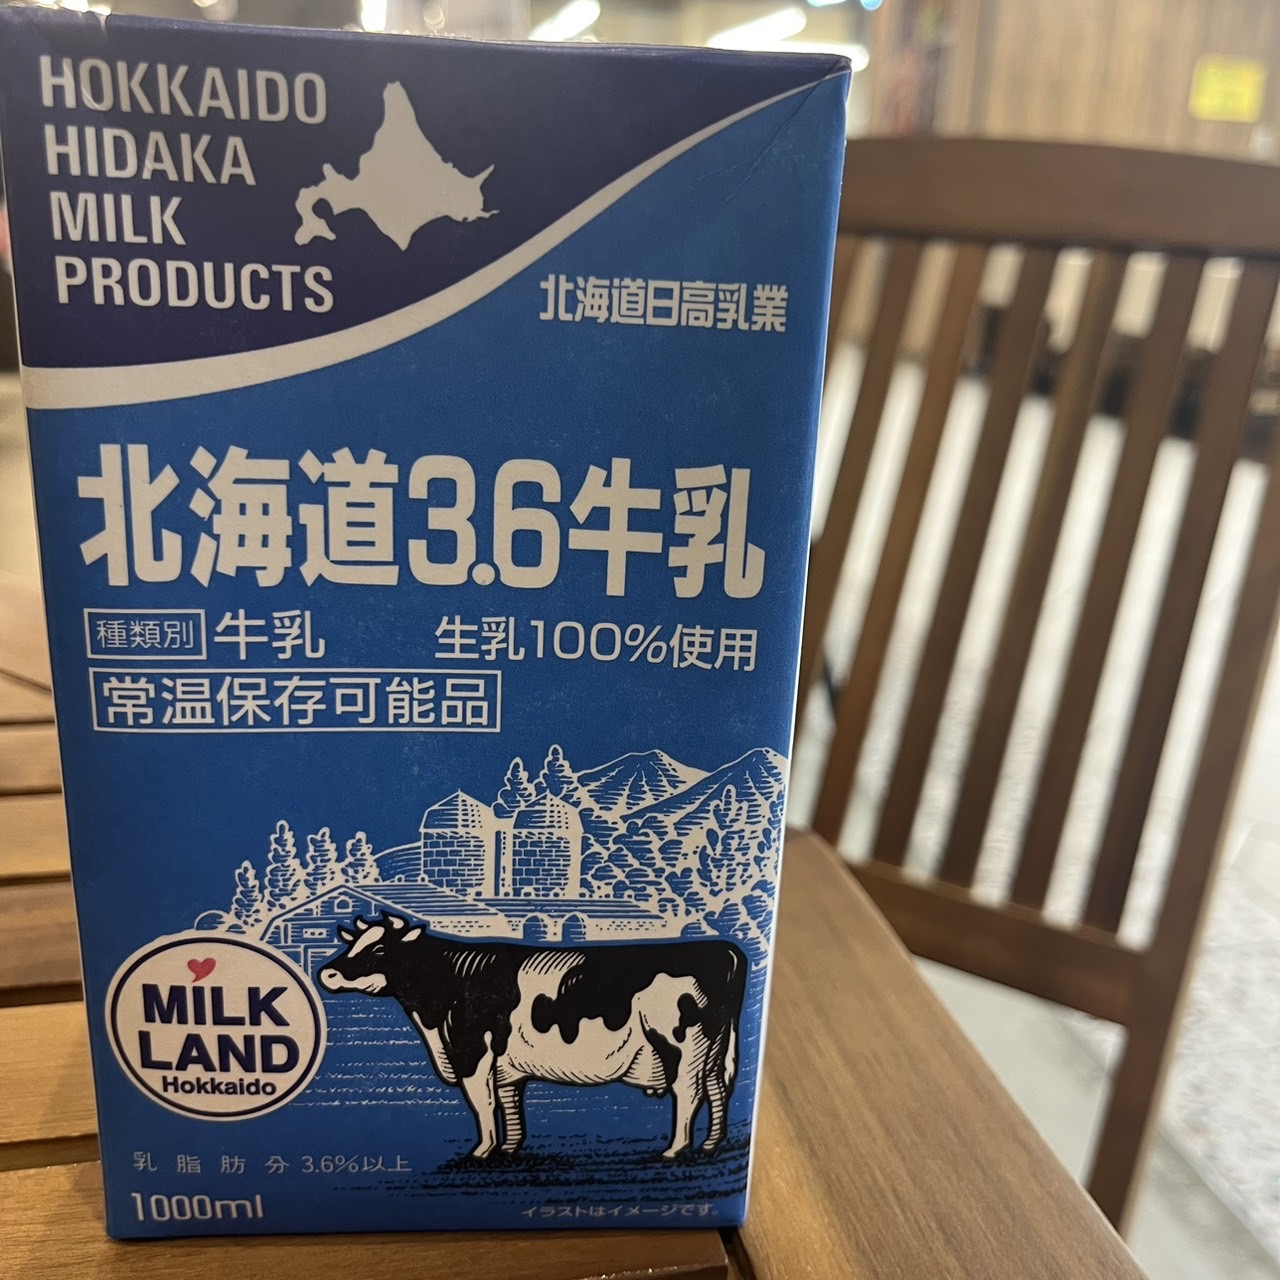 HOKKAIDO
HIDAKA
MILK
PRODUCTS
北海道日高乳業
北海道3.6牛乳
種類別 牛乳 生乳100%使用
常温保存可能品
MILK
LAND
Hokkaido
乳脂肪分 3.6%以上
1000ml
イラストはイメージです。